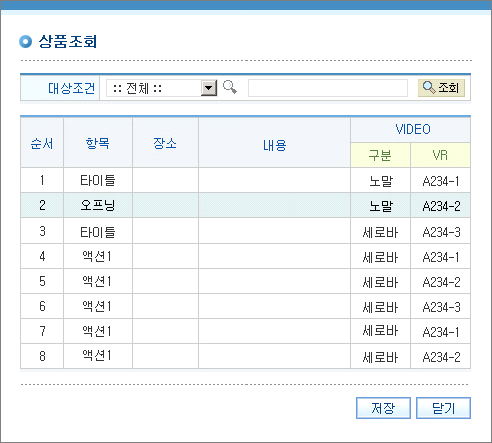 상품조회
대상조건 :: 전체 :: 조회
순서 항목 장소 내용 VIDEO
구분 VR
1 타이틀 노말 A234-1
2 오프닝 노말 A234-2
3 타이틀 세로바 A234-3
4 액션1 세로바 A234-1
5 액션1 세로바 A234-2
6 액션1 세로바 A234-3
7 액션1 세로바 A234-1
8 액션1 세로바 A234-2
저장 닫기